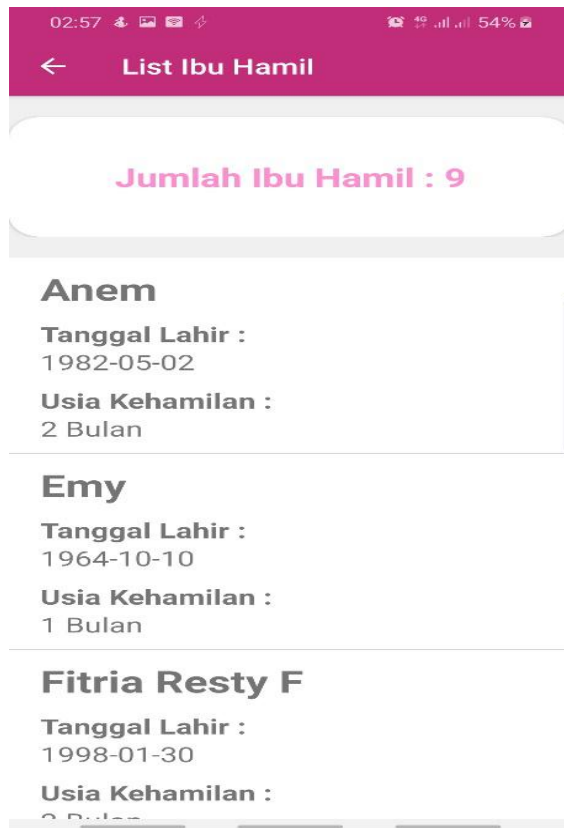 02:57
4G 54%
List Ibu Hamil
Jumlah Ibu Hamil : 9
Anem
Tanggal Lahir :
1982-05-02
Usia Kehamilan :
2 Bulan
Emy
Tanggal Lahir :
1964-10-10
Usia Kehamilan :
1 Bulan
Fitria Resty F
Tanggal Lahir :
1998-01-30
Usia Kehamilan :
Bulan